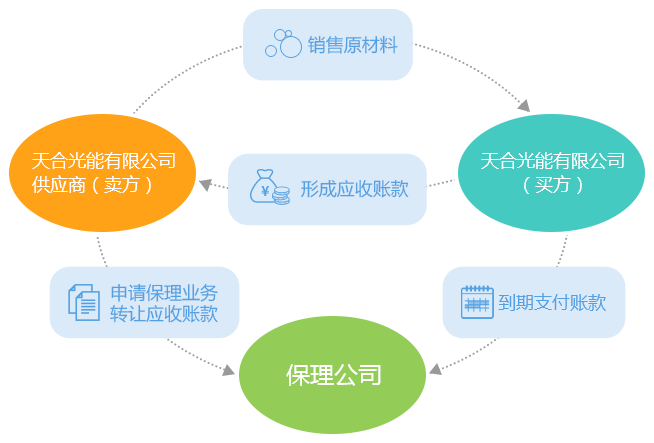 销售原材料
天合光能有限公司
供应商（卖方）
形成应收账款
¥
天合光能有限公司
（买方）
申请保理业务
转让应收账款
到期支付账款
保理公司